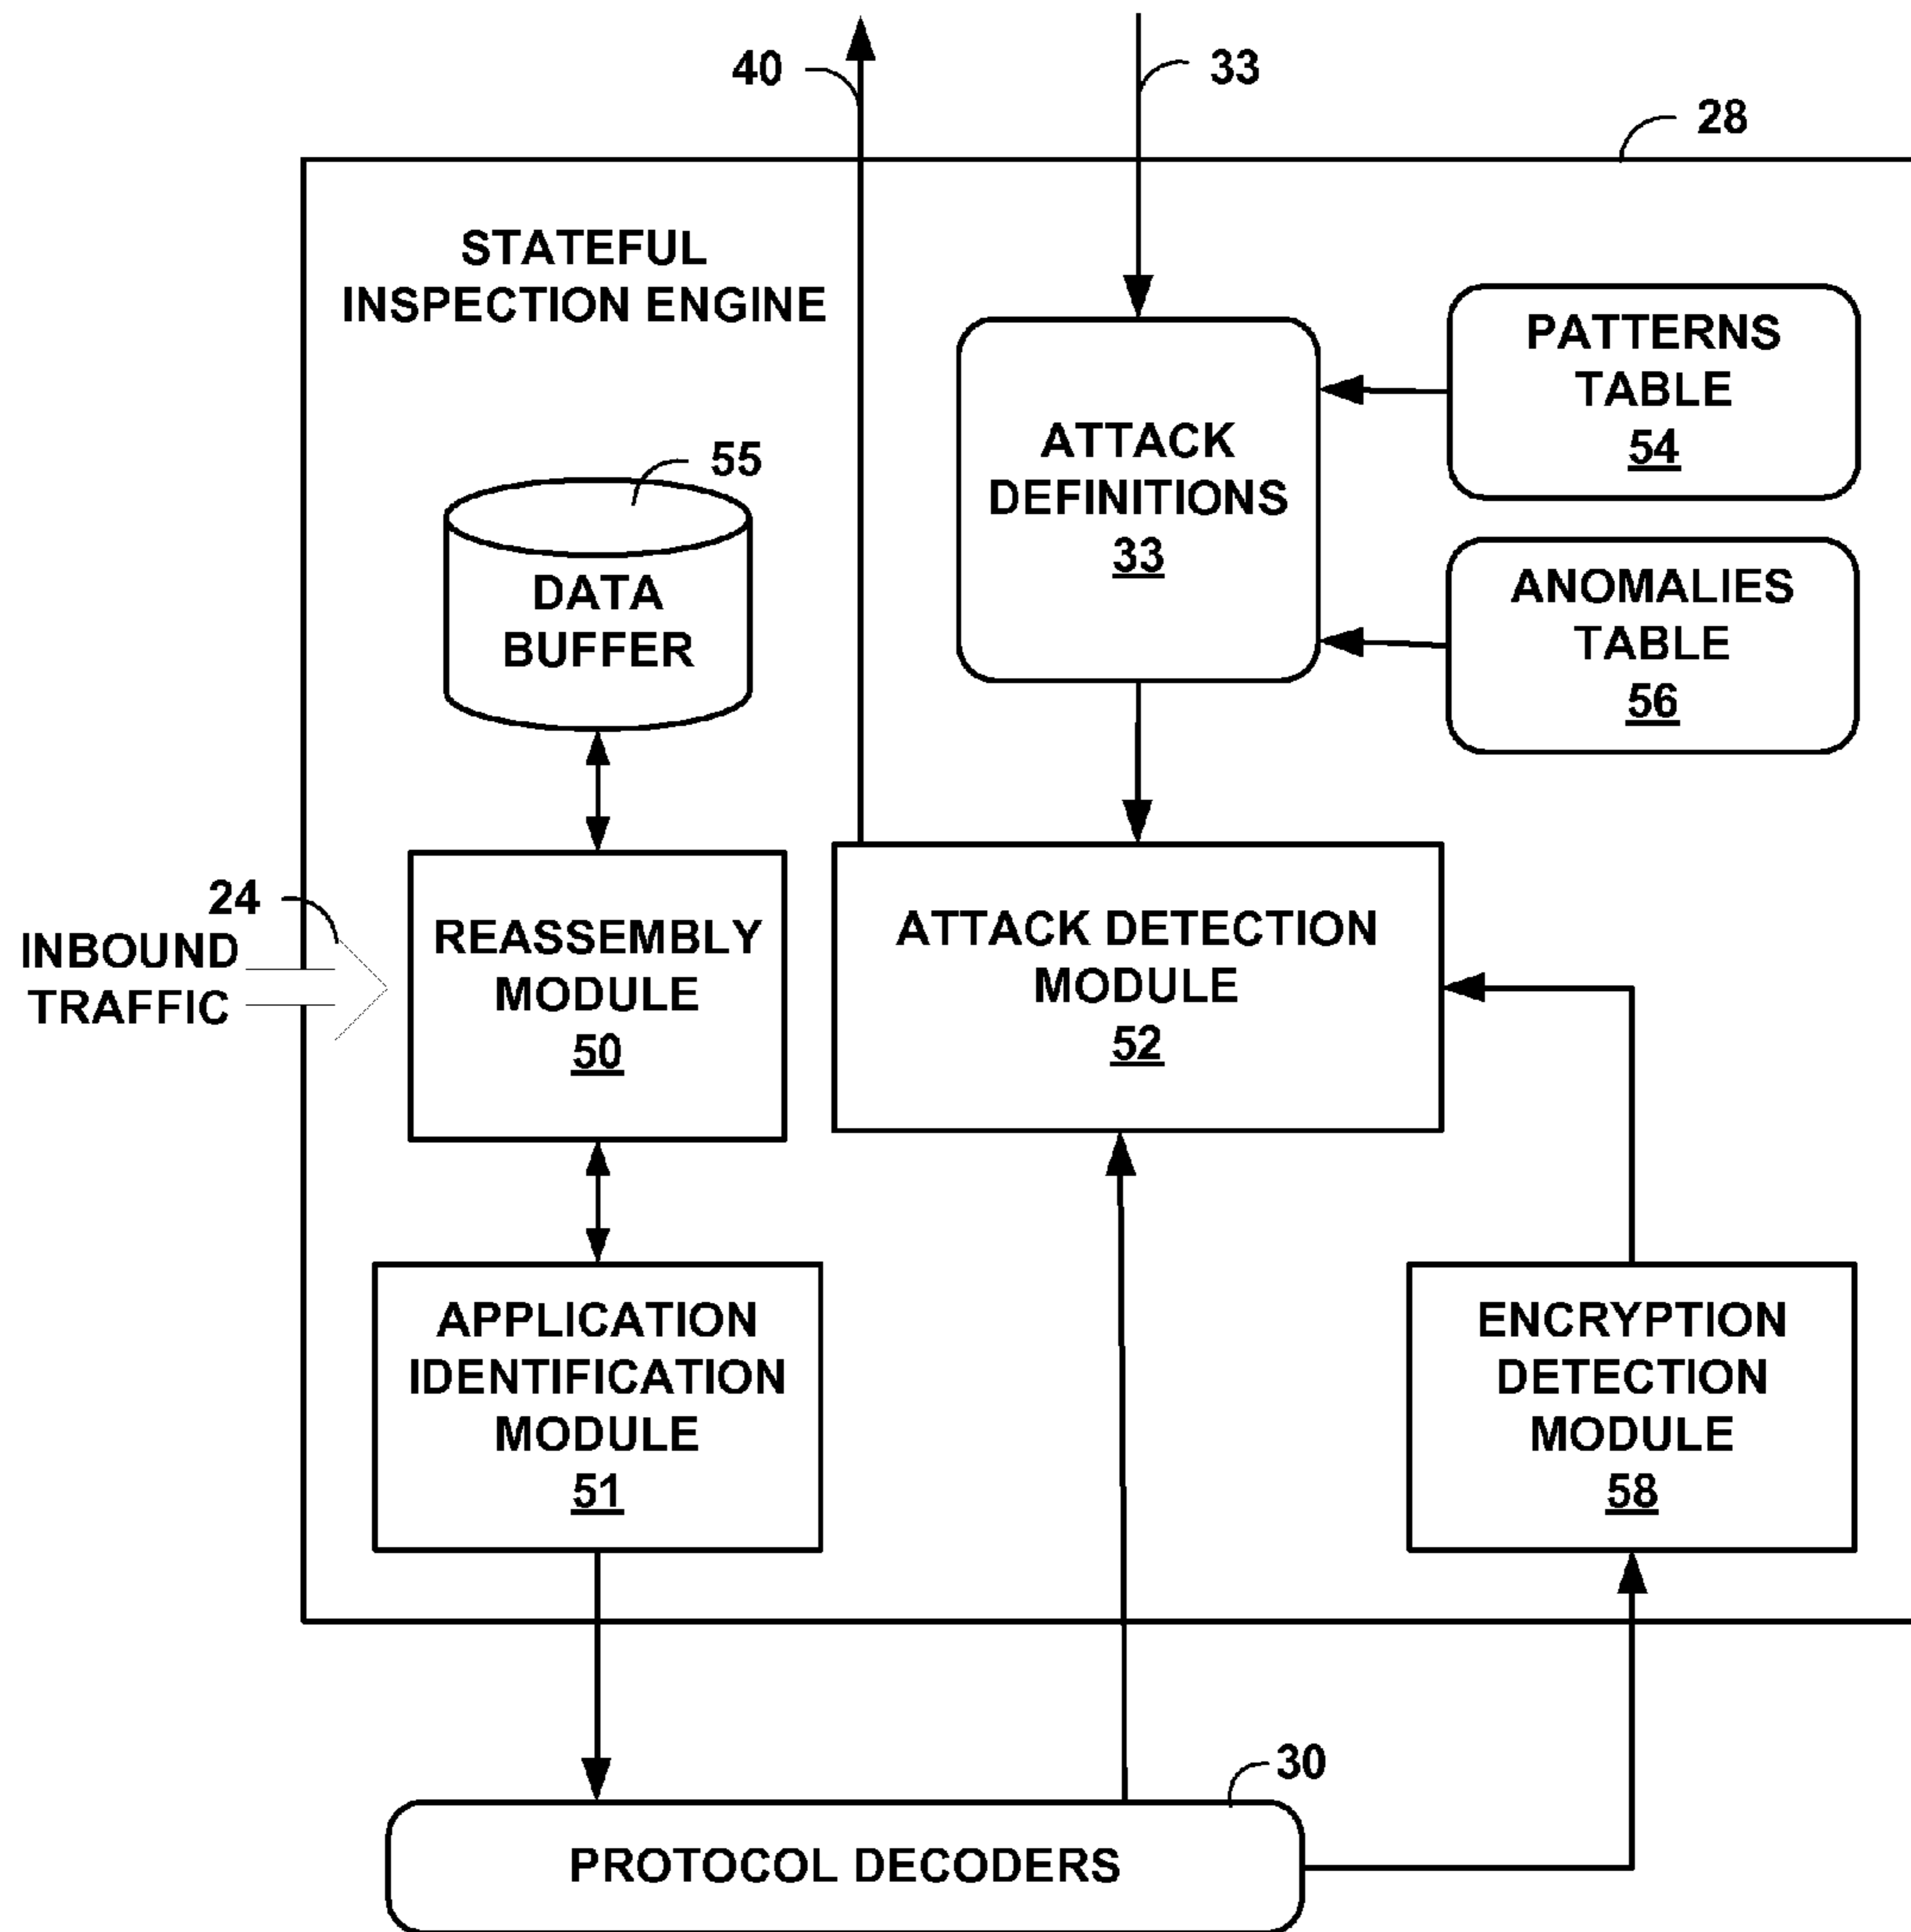 40
33
28
STATEFUL
INSPECTION ENGINE
PATTERNS
TABLE
54
ATTACK
DEFINITIONS
33
55
DATA
BUFFER
ANOMALIES
TABLE
56
24
INBOUND
TRAFFIC
REASSEMBLY
MODULE
50
ATTACK DETECTION
MODULE
52
APPLICATION
IDENTIFICATION
MODULE
51
ENCRYPTION
DETECTION
MODULE
58
30
PROTOCOL DECODERS